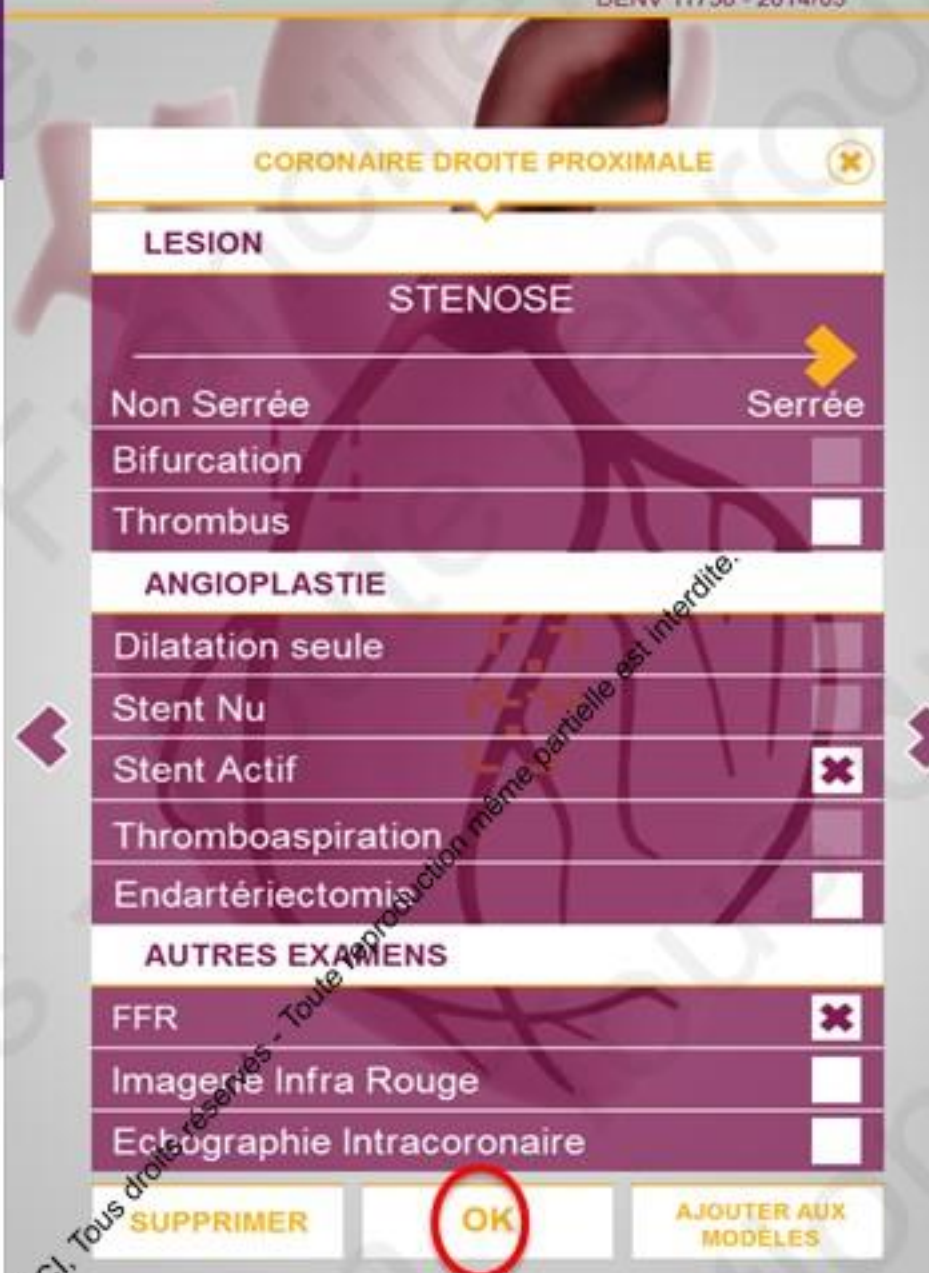 CORONAIRE DROITE PROXIMALE
LESION
STENOSE
Non Serrée Serrée
Bifurcation
Thrombus
ANGIOPLASTIE
Dilatation seule
Stent Nu
Stent Actif
Thromboaspiration
Endartériectomie
AUTRES EXAMENS
FFR
Imagerie Infra Rouge
Echographie Intracoronaire
SUPPRIMER OK AJOUTER AUX
MODÈLES
Tous droits réservés - Toute reproduction même partielle est interdite.